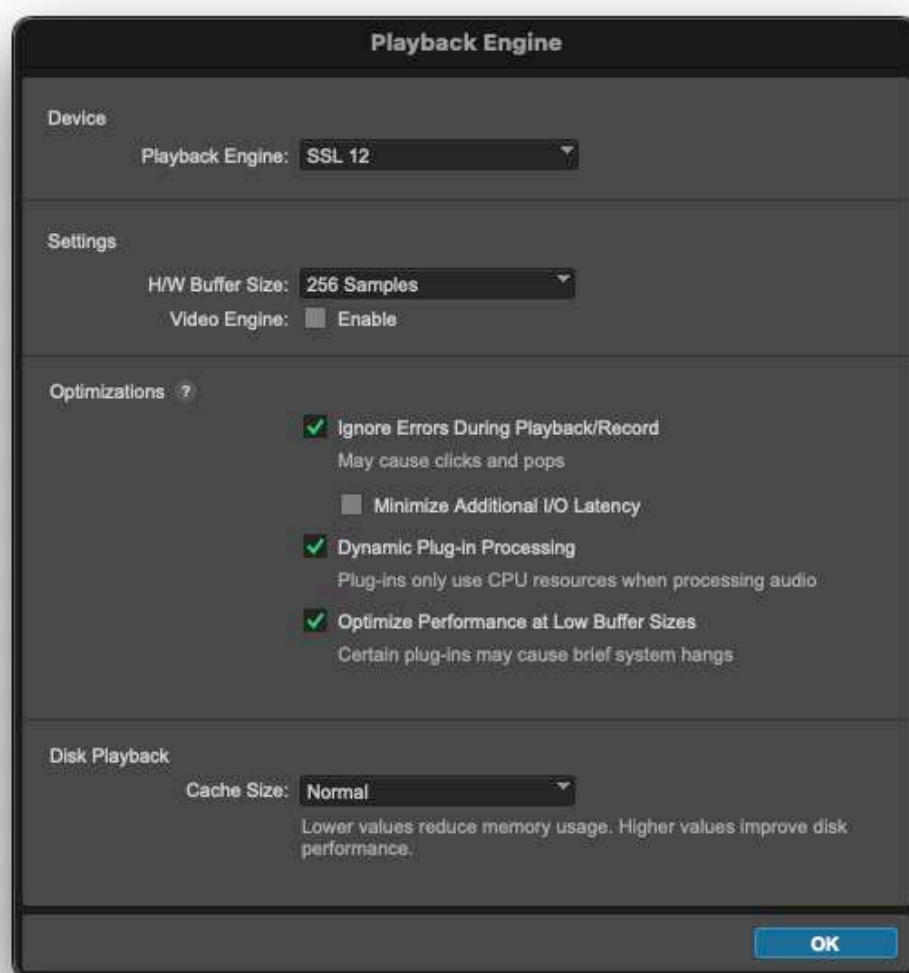 Playback Engine
Device
Playback Engine: SSL 12
Settings
H/W Buffer Size: 256 Samples
Video Engine: Enable
Optimizations ?
Ignore Errors During Playback/Record
May cause clicks and pops
Minimize Additional I/O Latency
Dynamic Plug-in Processing
Plug-ins only use CPU resources when processing audio
Optimize Performance at Low Buffer Sizes
Certain plug-ins may cause brief system hangs
Disk Playback
Cache Size: Normal
Lower values reduce memory usage. Higher values improve disk
performance.
OK